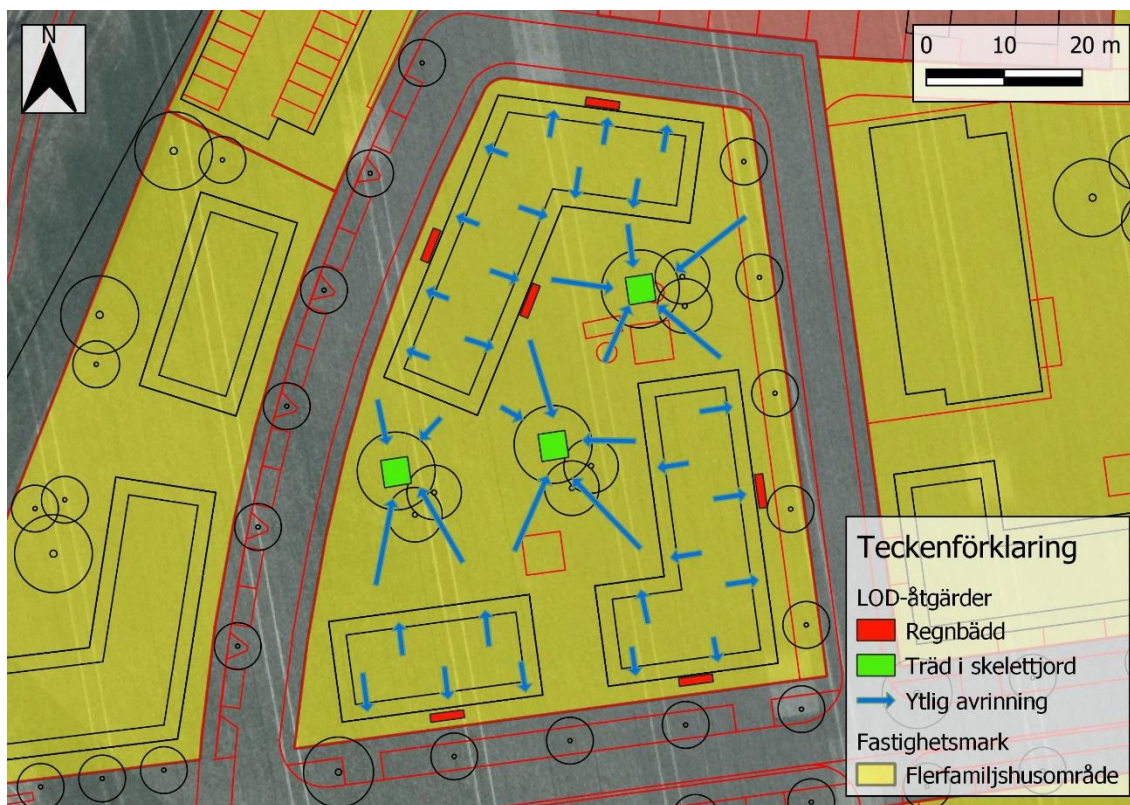 N
0 10 20 m
Teckenförklaring
LOD-åtgärder
Regnbädd
Träd i skelettjord
Ytlig avrinning
Fastighetsmark
Flerfamiljshusområde